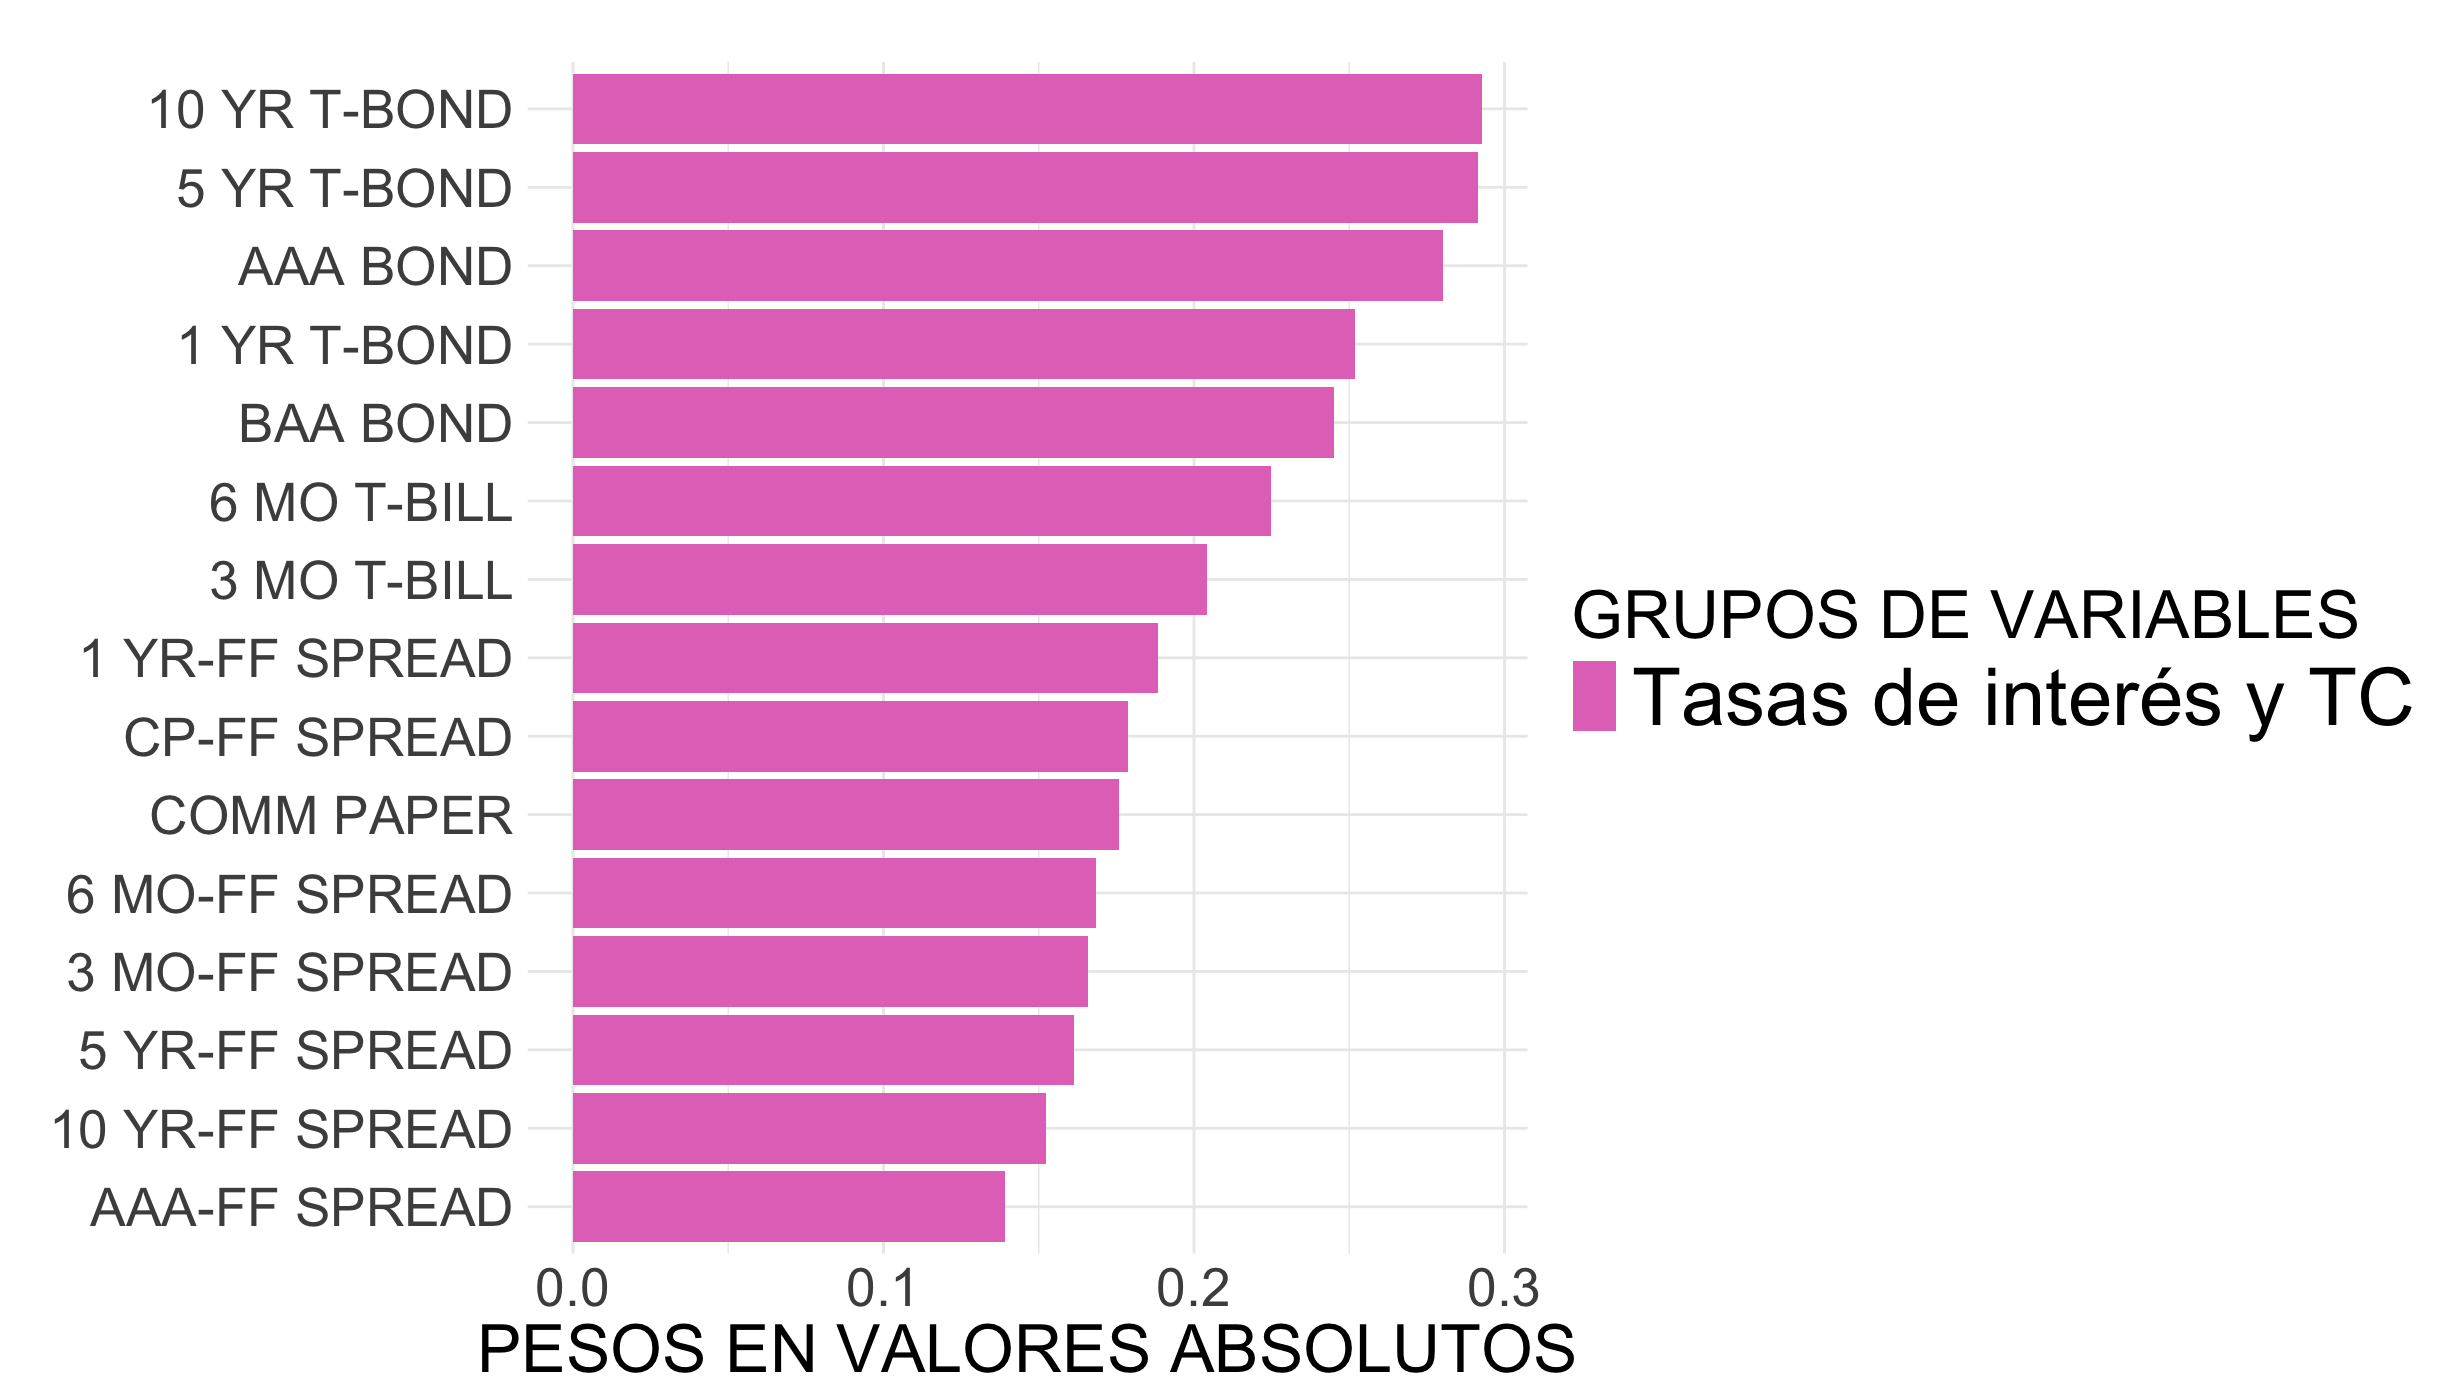 10 YR T-BOND
5 YR T-BOND
AAA BOND
1 YR T-BOND
BAA BOND
6 MO T-BILL
3 MO T-BILL
1 YR-FF SPREAD
CP-FF SPREAD
COMM PAPER
6 MO-FF SPREAD
3 MO-FF SPREAD
5 YR-FF SPREAD
10 YR-FF SPREAD
AAA-FF SPREAD
0.0 0.1 0.2 0.3
PESOS EN VALORES ABSOLUTOS
GRUPOS DE VARIABLES
Tasas de interés y TC